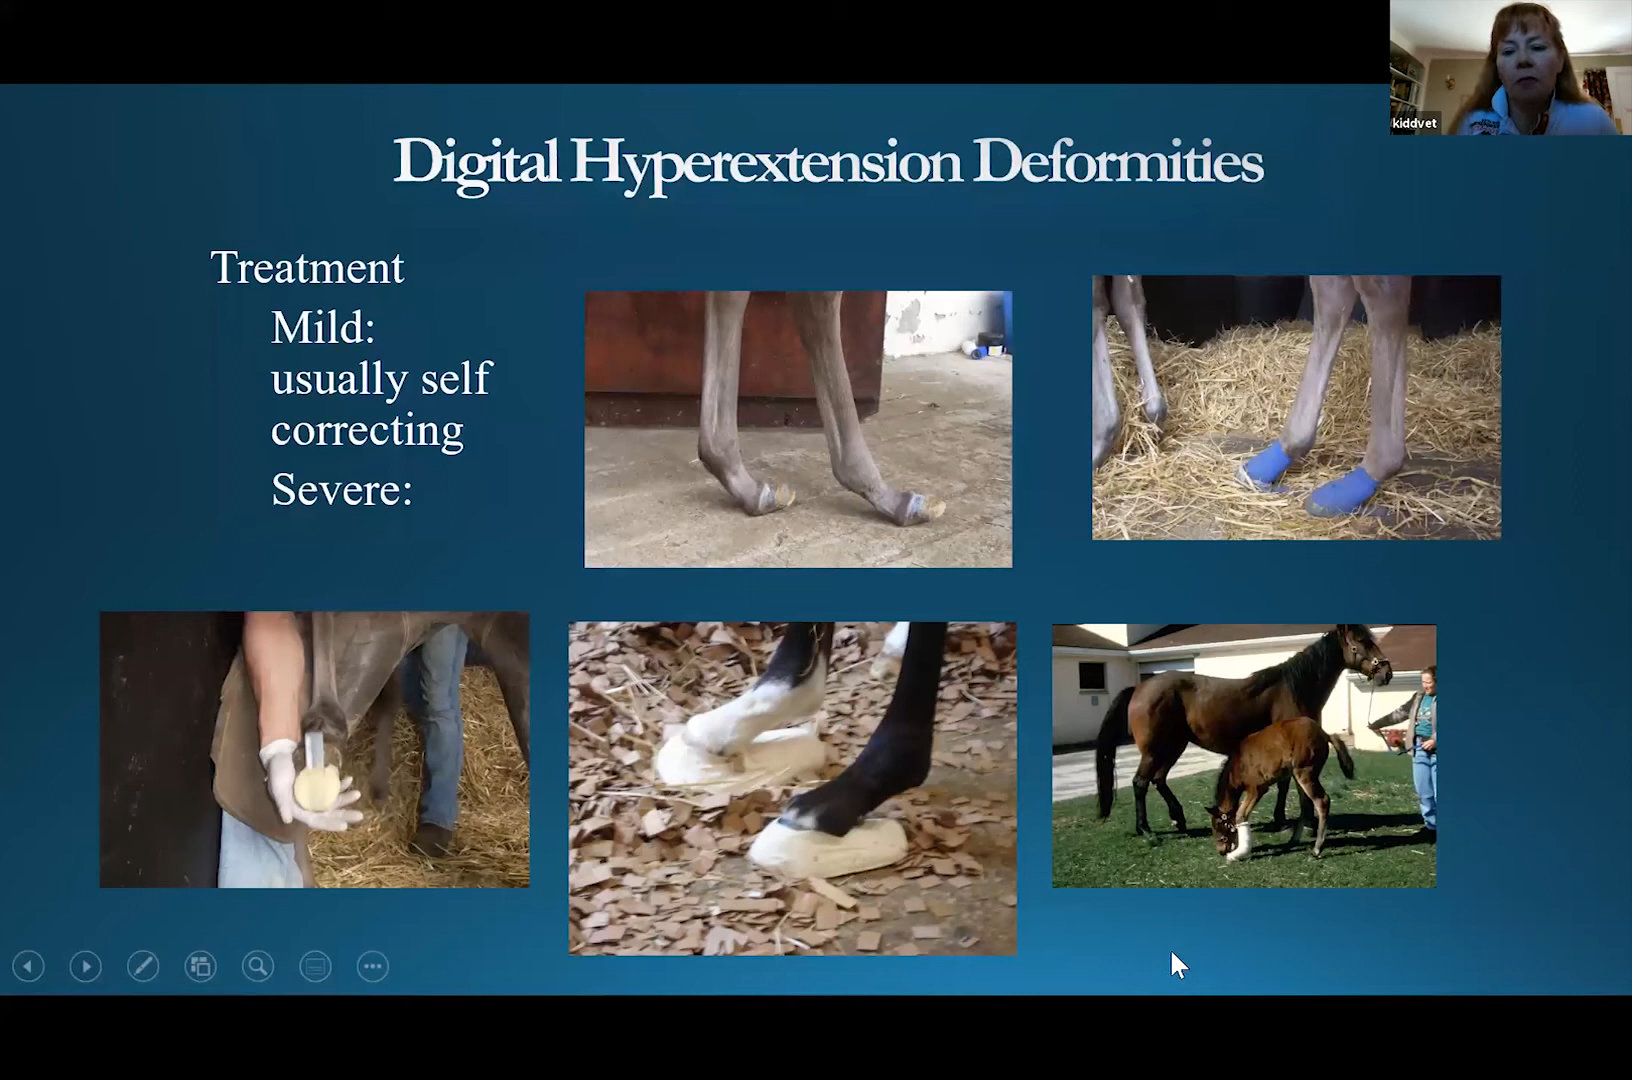 kiddvet
Digital Hyperextension Deformities
Treatment
Mild:
usually self
correcting
Severe: